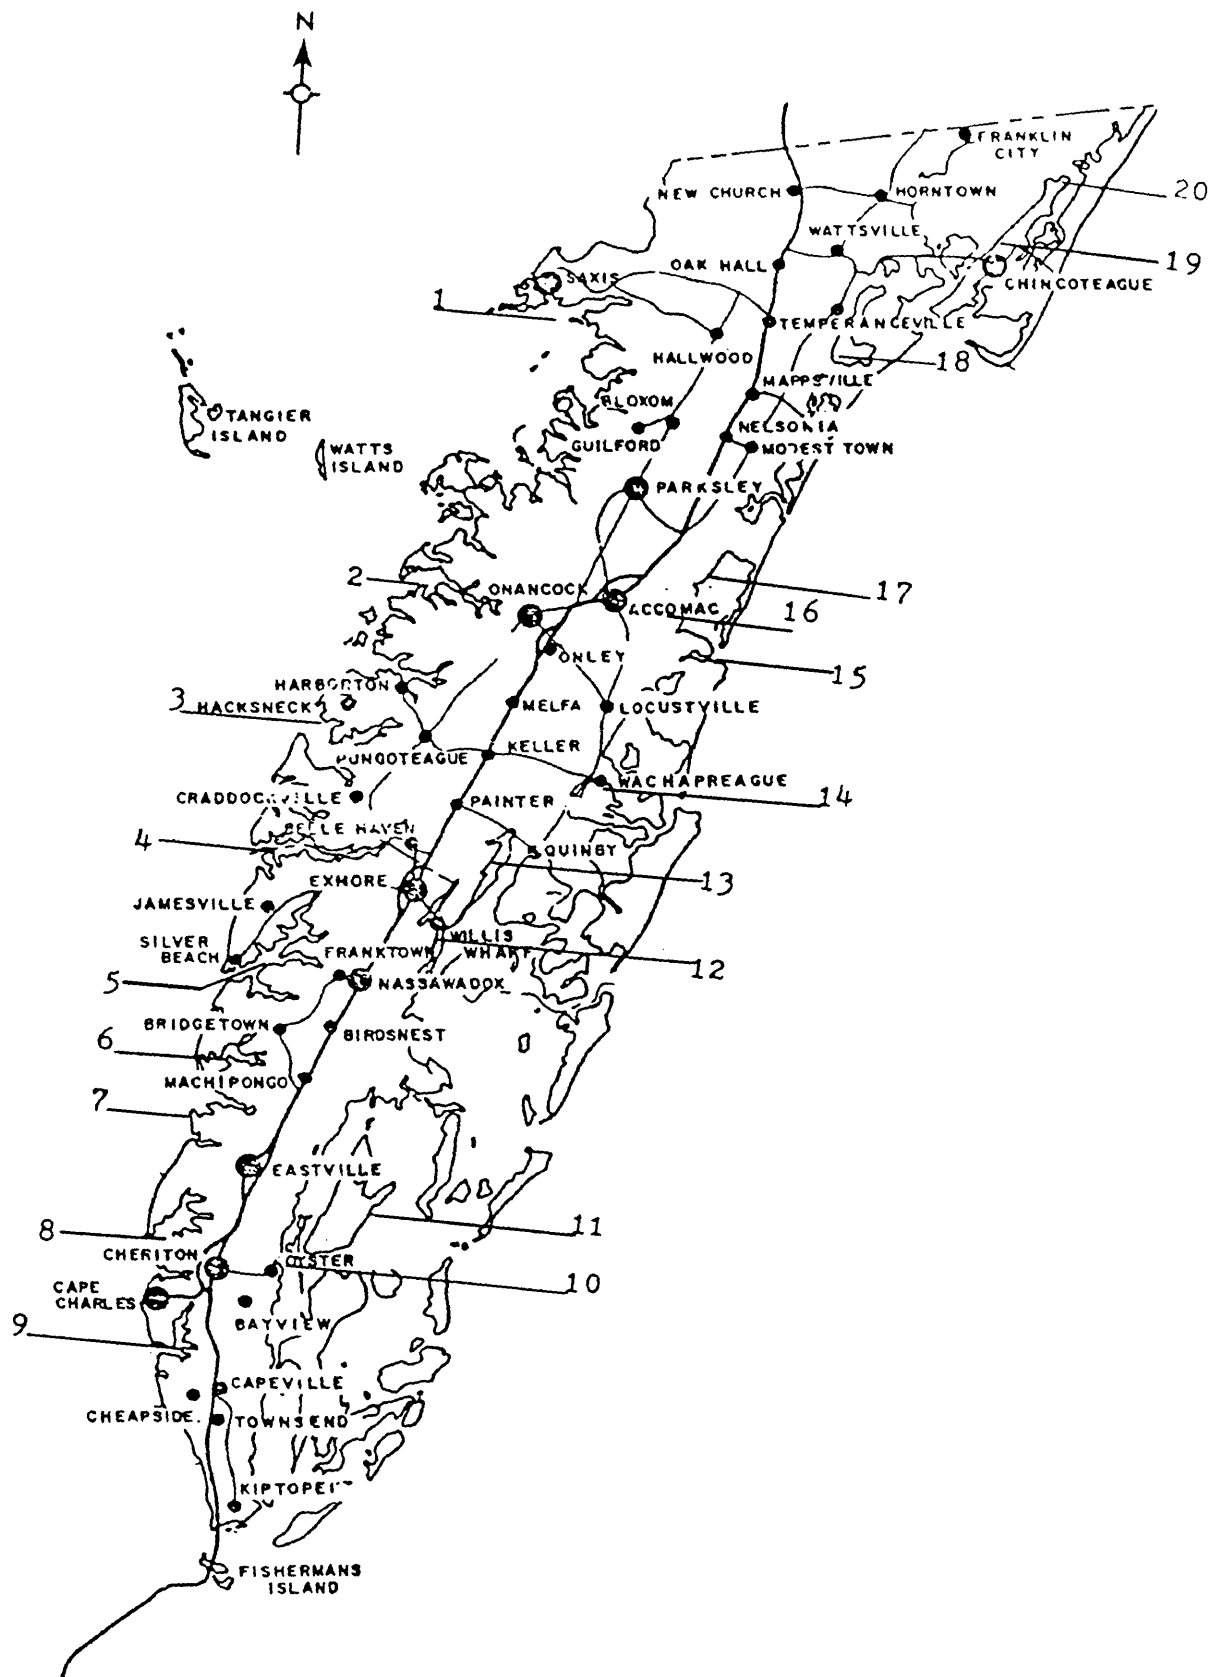 N
FRANKLIN
CITY
NEW CHURCH
HORNTOWN
20
WATTSVILLE
OAK HALL
19
SAXIS
CHINCOTEAGUE
1
TEMPERANCEVILLE
HALLWOOD
18
MAPPSVILLE
BLOXOM
TANGIER
ISLAND
NELSONIA
GUILFORD
MODEST TOWN
WATTS
ISLAND
PARKSLEY
2
ONANCOCK
17
ACCOMAC
16
ONLEY
15
HARBORTON
3
HACKSNECK
MELFA
LOCUSTVILLE
PUNGOTEAGUE
KELLER
WACHAPREAGUE
CRADDOCKVILLE
PAINTER
14
4
BELLE HAVEN
QUINBY
EXMORE
13
JAMESVILLE
SILVER
BEACH
WILLIS
WHARF
FRANKTOWN
12
5
NASSAWADOX
BRIDGETOWN
BIRDSNEST
6
MACHIPONGO
7
EASTVILLE
8
11
CHERITON
OYSTER
10
CAPE
CHARLES
9
BAYVIEW
CAPEVILLE
CHEAPSIDE.
TOWNSEND
KIPTOPEKE
FISHERMANS
ISLAND